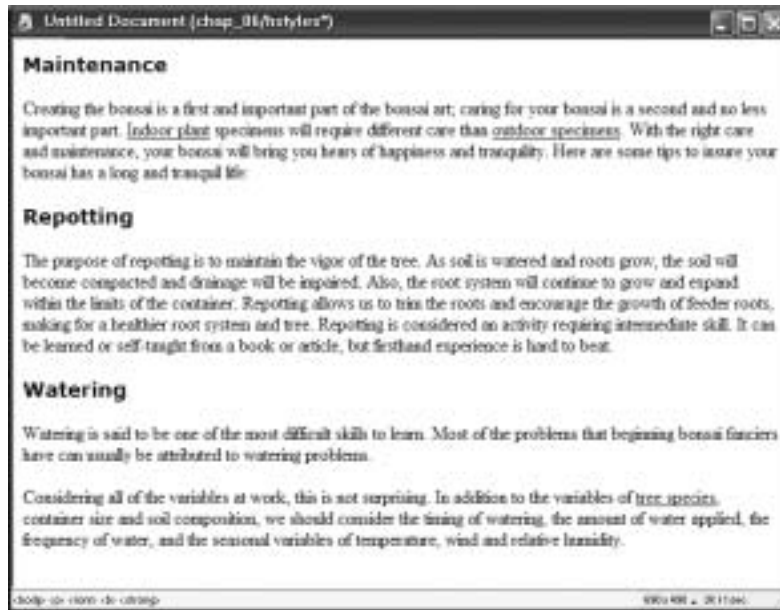 Untitled Document (chap_06/hstyles*)
Maintenance
Creating the bonsai is a first and important part of the bonsai art; caring for your bonsai is a second and no less
important part. Indoor plant specimens will require different care than outdoor specimens. With the right care
and maintenance, your bonsai will bring you hears of happiness and tranquility. Here are some tips to insure your
bonsai has a long and tranquil life:
Repotting
The purpose of repotting is to maintain the vigor of the tree. As soil is watered and roots grow, the soil will
become compacted and drainage will be impaired. Also, the root system will continue to grow and expand
within the limits of the container. Repotting allows us to trim the roots and encourage the growth of feeder roots,
making for a healthier root system and tree. Repotting is considered an activity requiring intermediate skill. It can
be learned or self-taught from a book or article, but firsthand experience is hard to beat.
Watering
Watering is said to be one of the most difficult skills to learn. Most of the problems that beginning bonsai fanciers
have can usually be attributed to watering problems.
Considering all of the variables at work, this is not surprising. In addition to the variables of tree species,
container size and soil composition, we should consider the timing of watering, the amount of water applied, the
frequency of water, and the seasonal variables of temperature, wind and relative humidity.